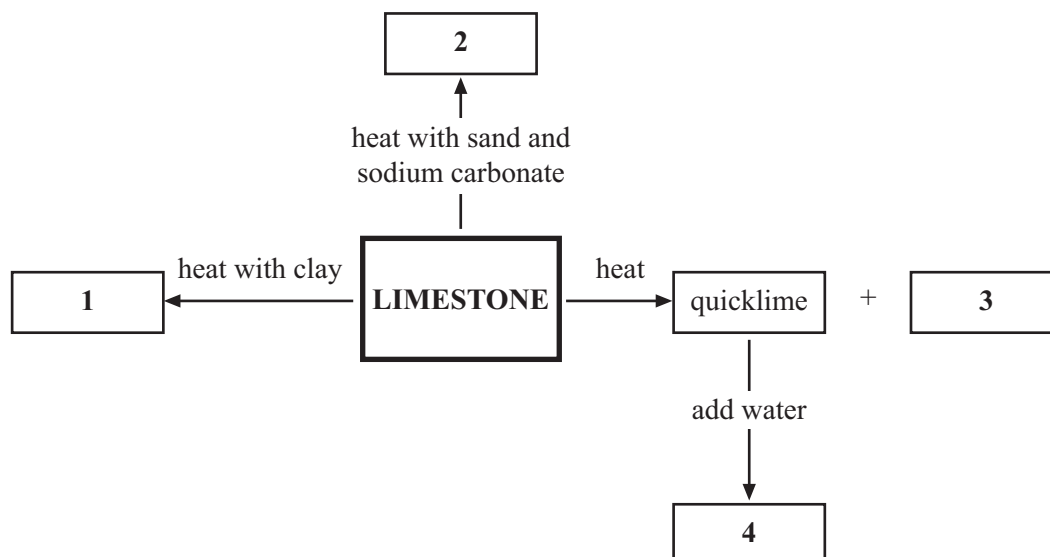 2
heat with sand and
sodium carbonate
heat with clay
heat
1
LIMESTONE
quicklime
+
3
add water
4